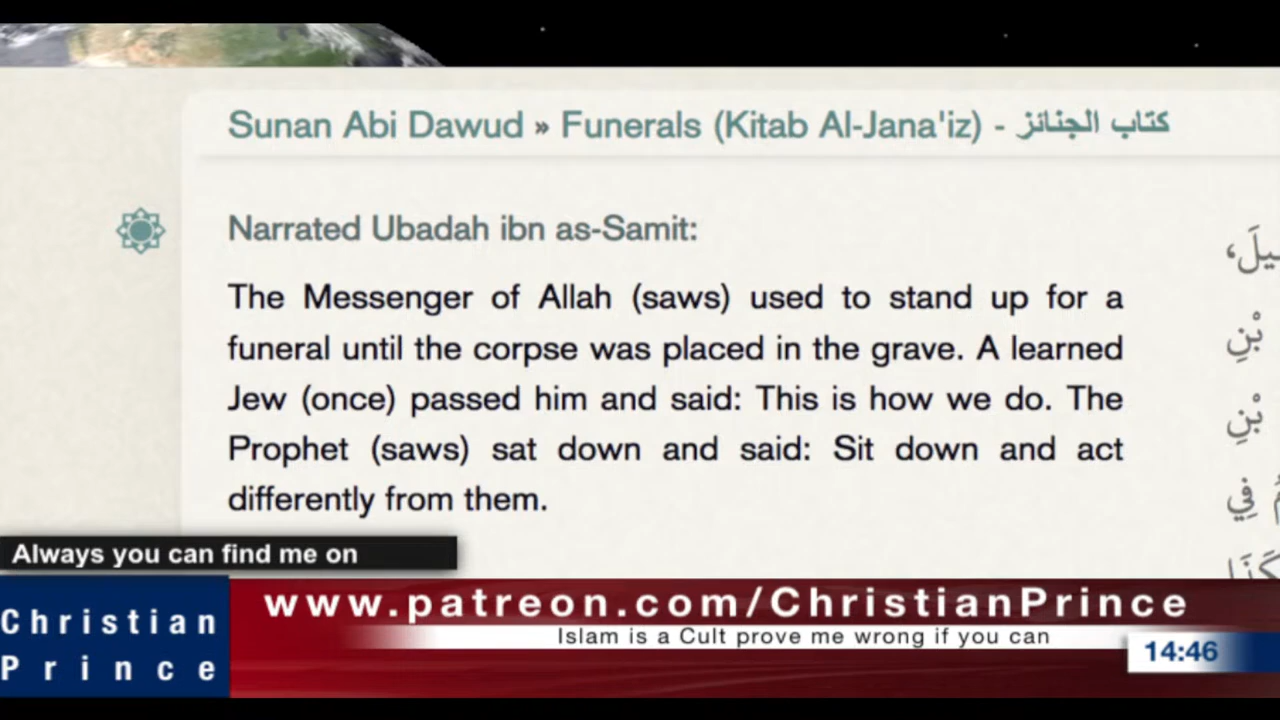 Sunan Abi Dawud » Funerals (Kitab Al-Jana'iz) - كتاب الجنائز
Narrated Ubadah ibn as-Samit:
The Messenger of Allah (saws) used to stand up for a
funeral until the corpse was placed in the grave. A learned
Jew (once) passed him and said: This is how we do. The
Prophet (saws) sat down and said: Sit down and act
differently from them.
بْنِ
بْنِ
فِي
Always you can find me on
Christian
Prince
www.patreon.com/ChristianPrince
Islam is a Cult prove me wrong if you can
14:46